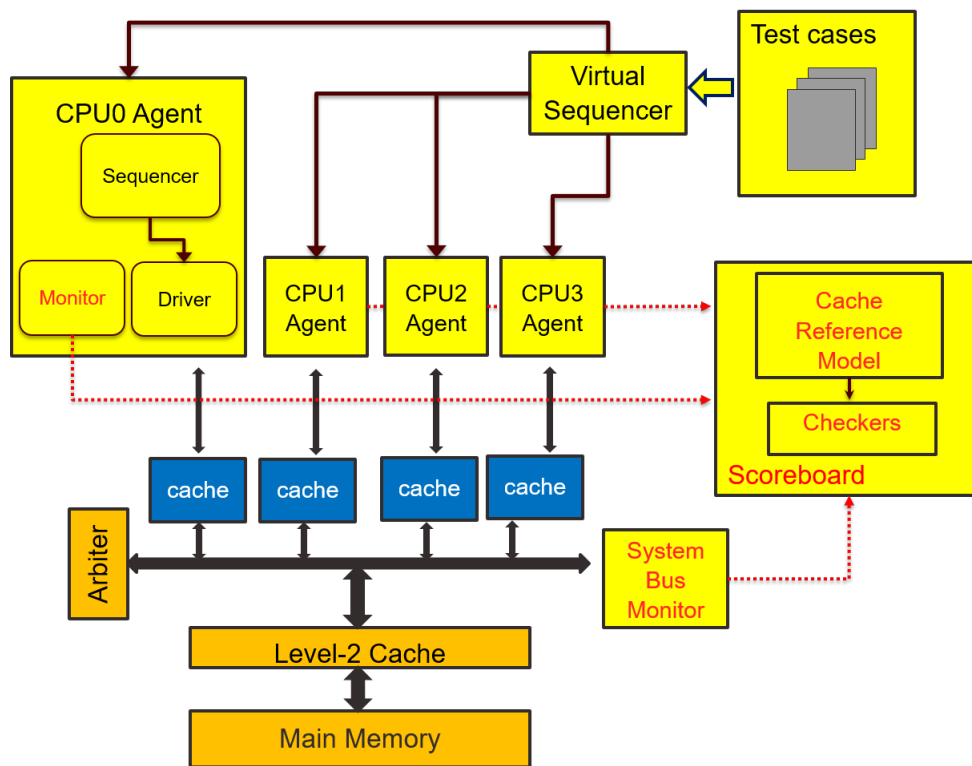 Test cases
Virtual
Sequencer
CPU0 Agent
Sequencer
Monitor
Driver
CPU1
Agent
CPU2
Agent
CPU3
Agent
Cache
Reference
Model
Checkers
Scoreboard
cache
cache
cache
cache
Arbiter
System
Bus
Monitor
Level-2 Cache
Main Memory